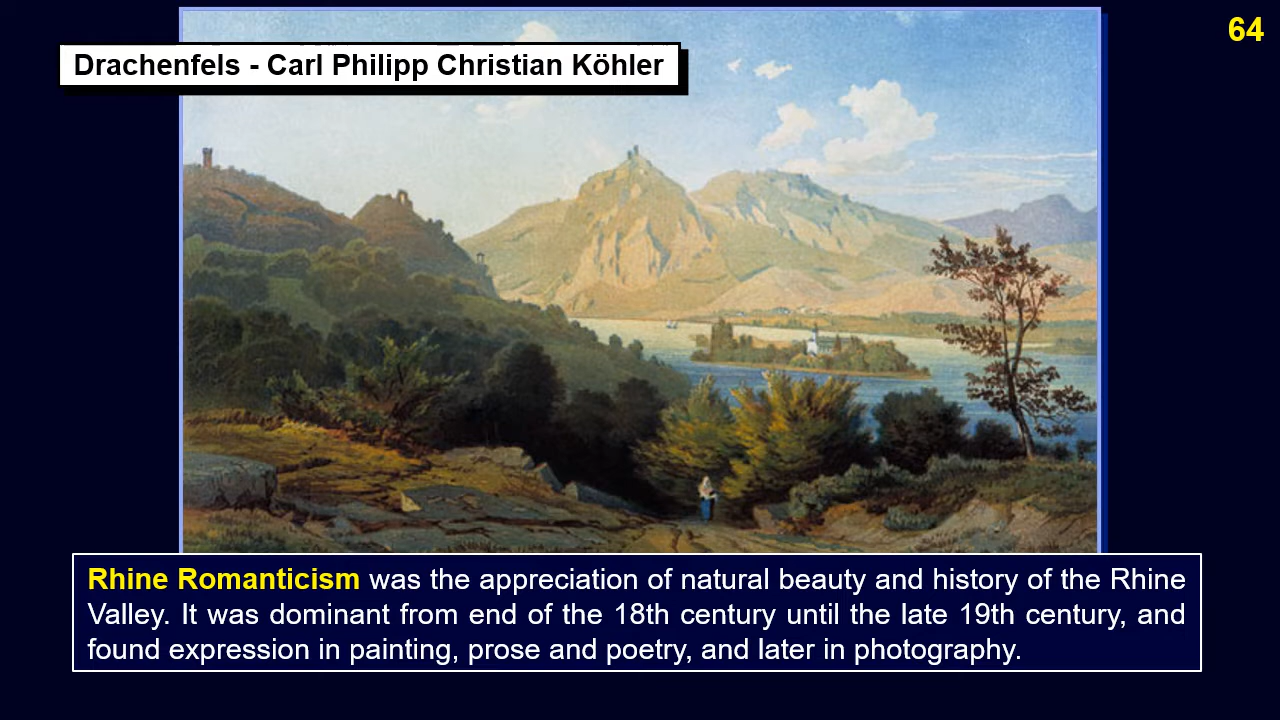 64
Drachenfels - Carl Philipp Christian Köhler
Rhine Romanticism was the appreciation of natural beauty and history of the Rhine
Valley. It was dominant from end of the 18th century until the late 19th century, and
found expression in painting, prose and poetry, and later in photography.